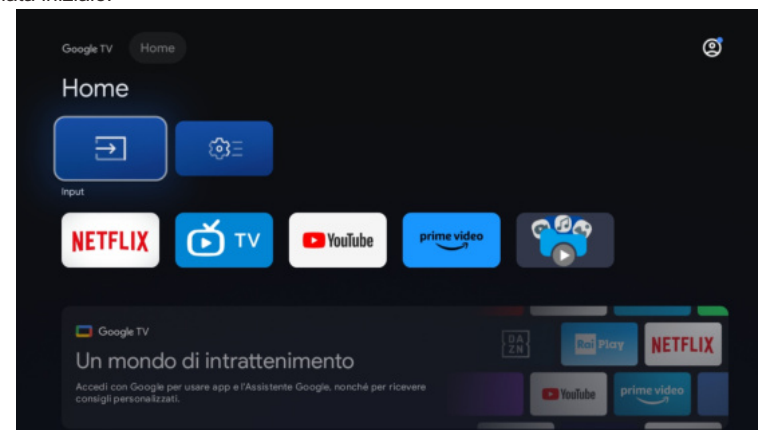 Google TV Home
Home
Input
NETFLIX
TV
YouTube
prime video
Google TV
Un mondo di intrattenimento
Accedi con Google per usare app e l'Assistente Google, nonché per ricevere
consigli personalizzati.
DAZN
Rai Play
NETFLIX
YouTube
prime video